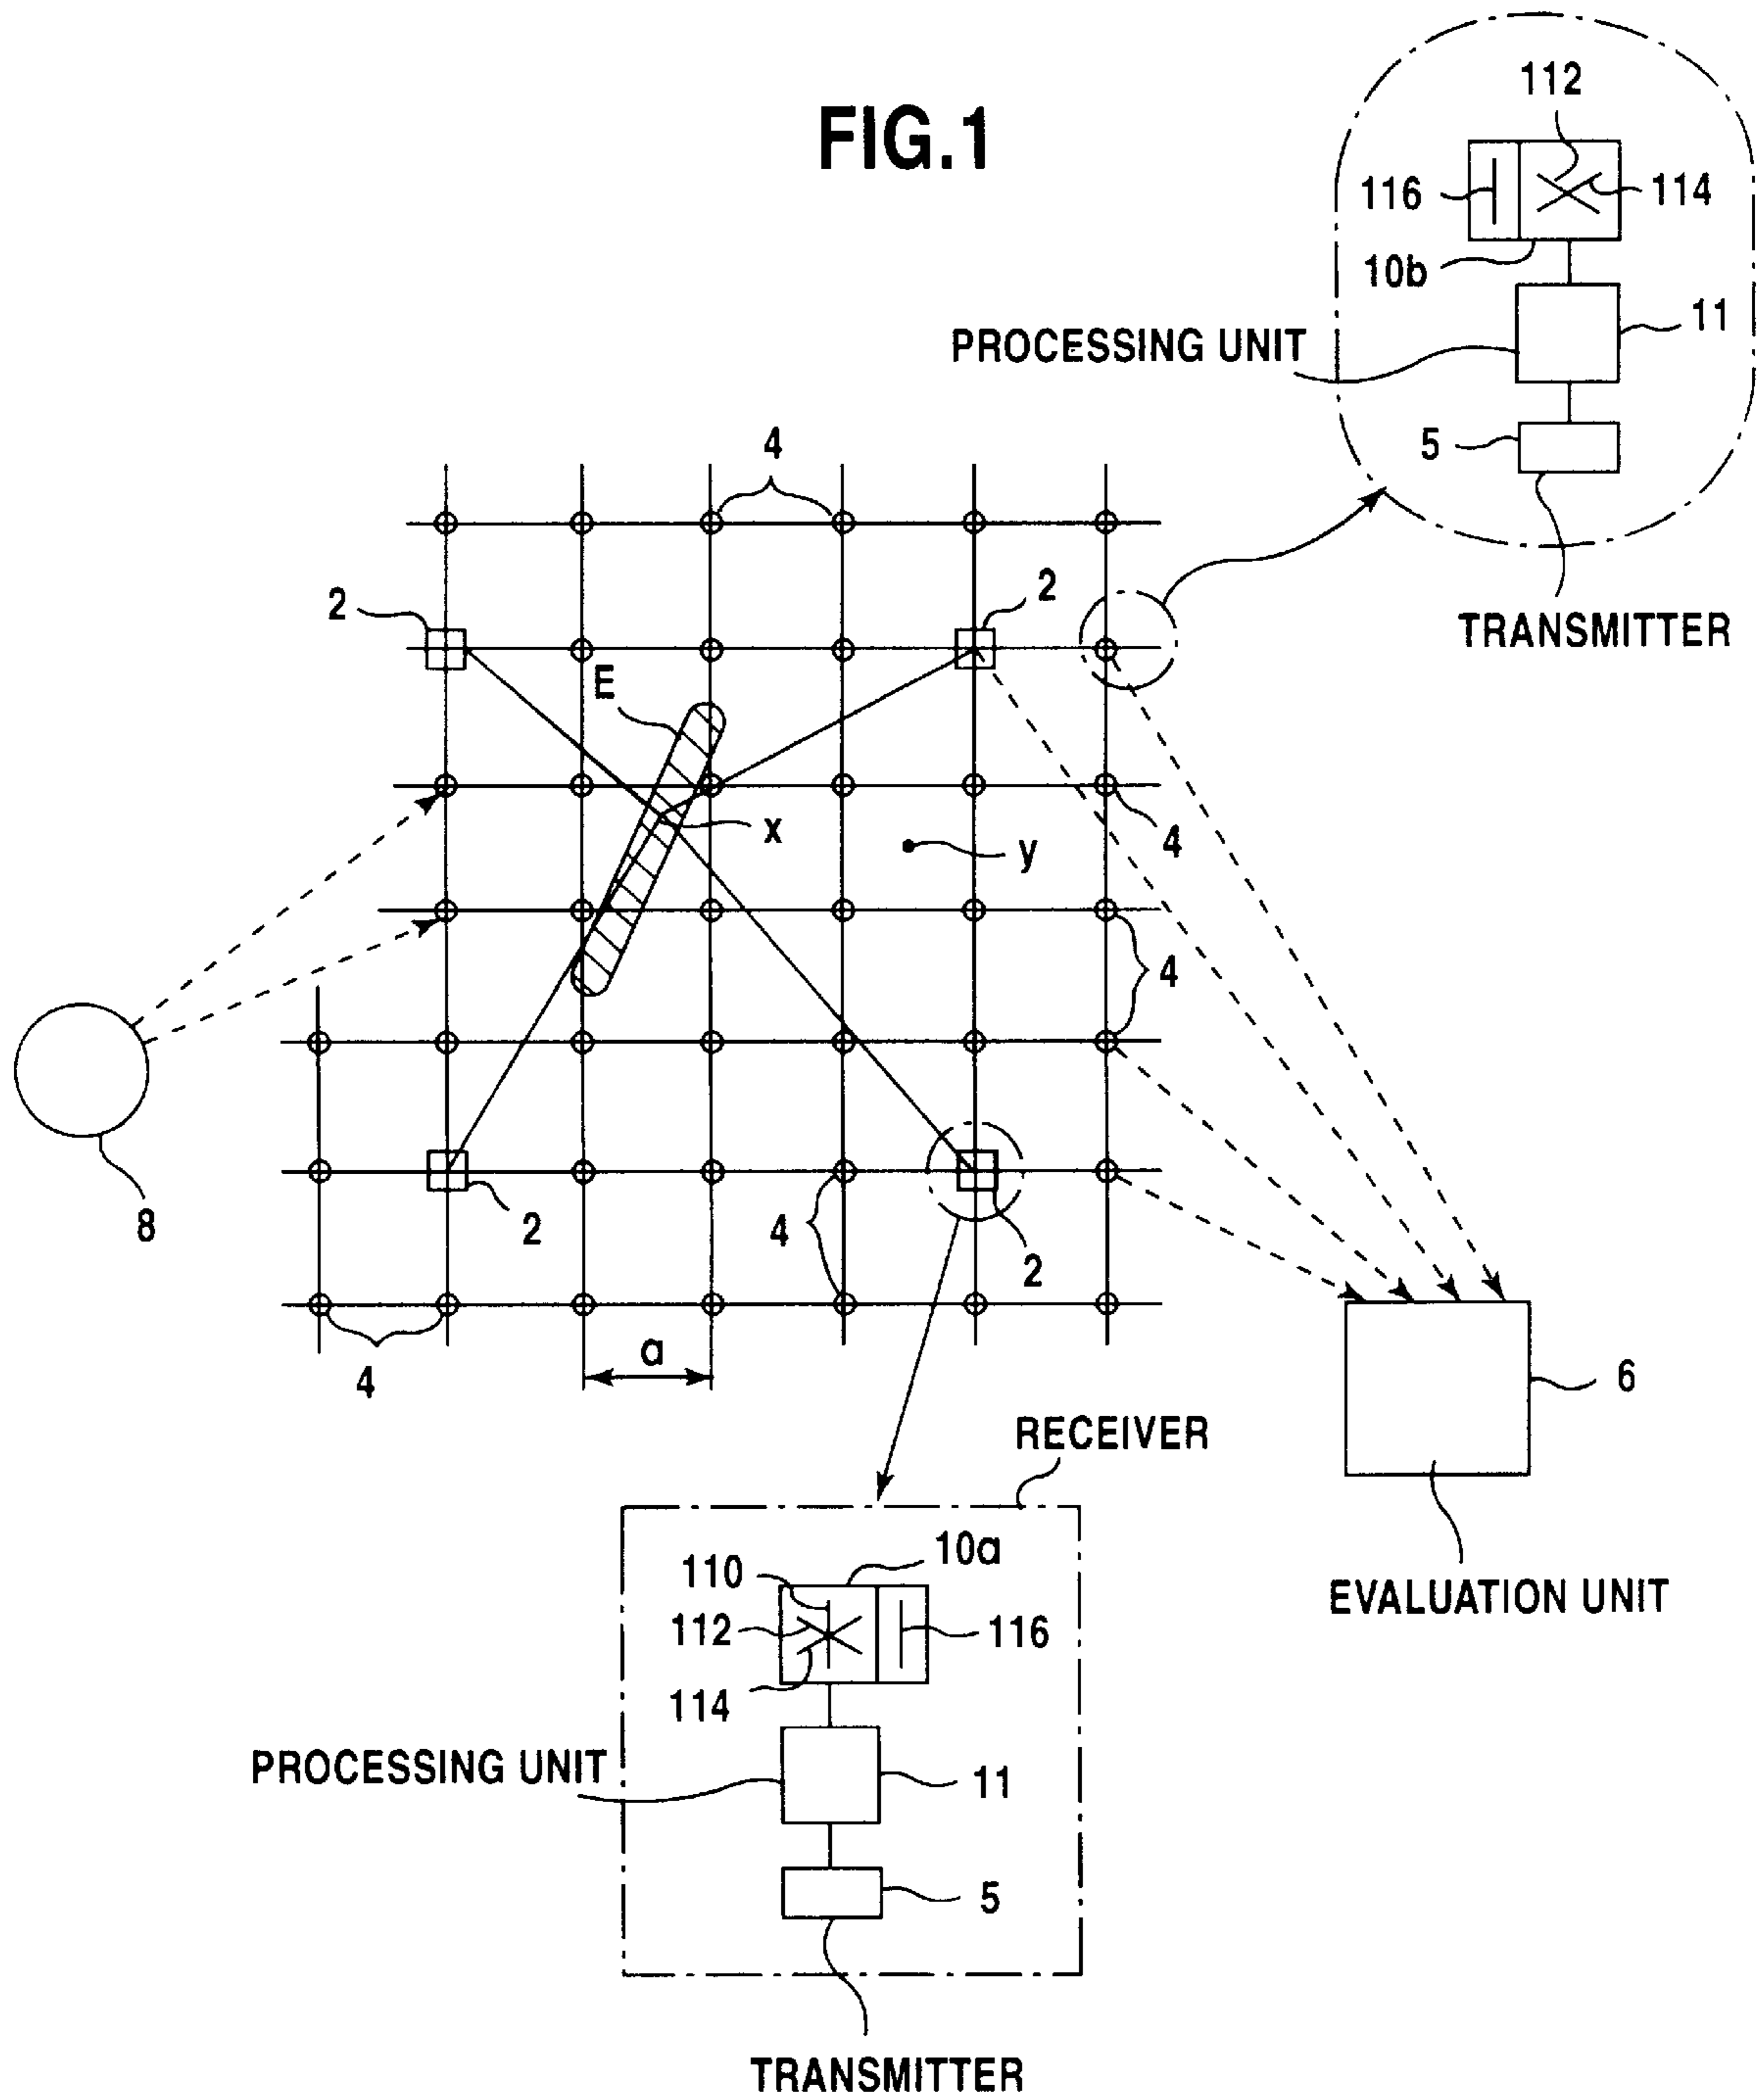 FIG.1
112
116
114
10b
PROCESSING UNIT
11
5
TRANSMITTER
4
2
2
E
x
y
4
4
8
2
4
2
4
a
6
RECEIVER
EVALUATION UNIT
10a
110
112
116
114
PROCESSING UNIT
11
5
TRANSMITTER